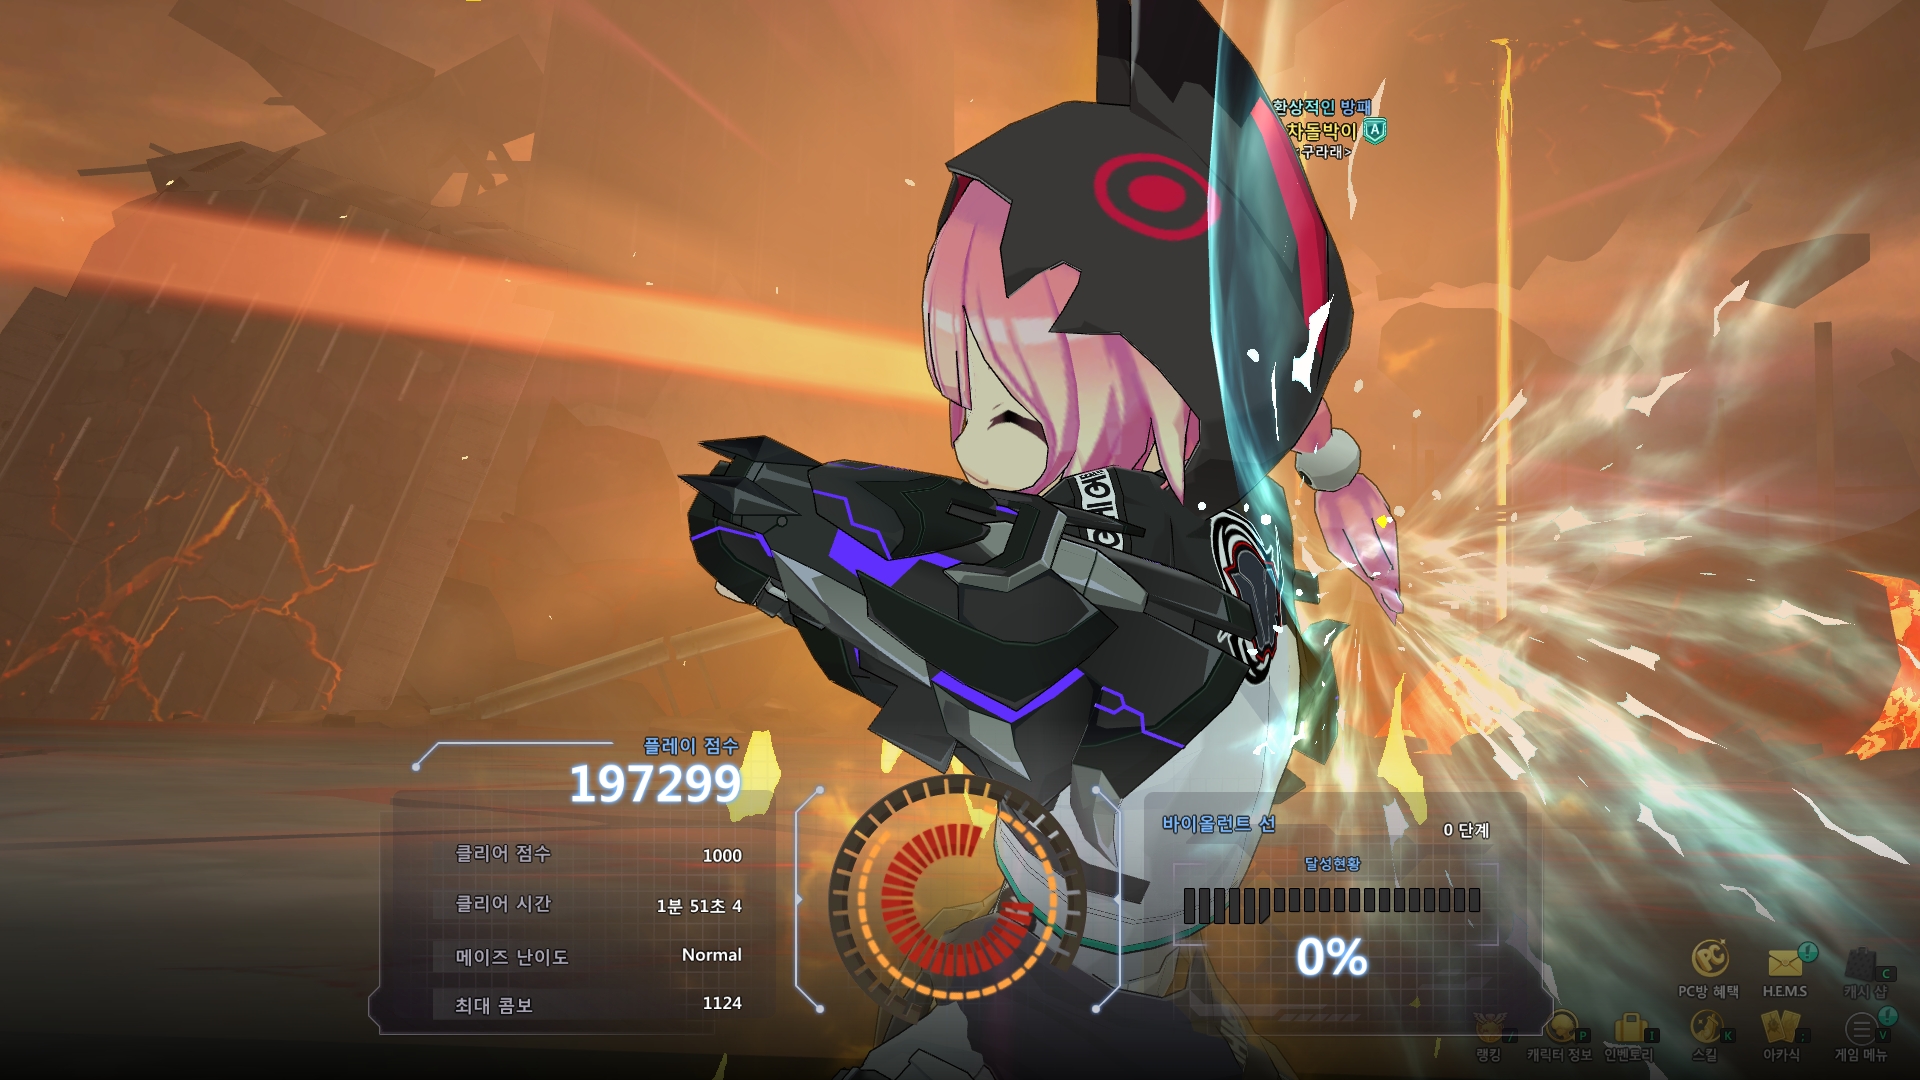 환상적인 방패
차돌박이 A
<구라래>
플레이 점수
197299
클리어 점수 1000
클리어 시간 1분 51초 4
메이즈 난이도 Normal
최대 콤보 1124
바이올런트 선
0 단계
달성현황
0%
PC
PC방 혜택
H.E.M.S
캐시 샵 C
랭킹 /
캐릭터 정보 P
인벤토리 I
스킬 K
아카식 ;
게임 메뉴 V